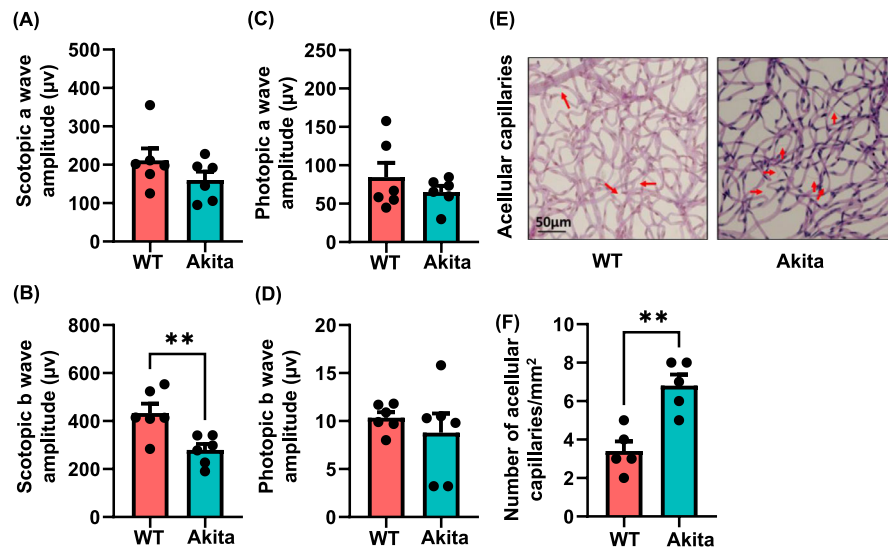 (A)
Scotopic a wave
amplitude (μv)
500
400
300
200
100
0
WT
Akita
(C)
Photopic a wave
amplitude (μv)
250
200
150
100
50
0
WT
Akita
(E)
Acellular capillaries
50μm
WT
Akita
(B)
Scotopic b wave
amplitude (μv)
800
600
400
200
0
**
WT
Akita
(D)
Photopic b wave
amplitude (μv)
20
15
10
5
0
WT
Akita
(F)
Number of acellular
capillaries/mm²
10
8
6
4
2
0
**
WT
Akita